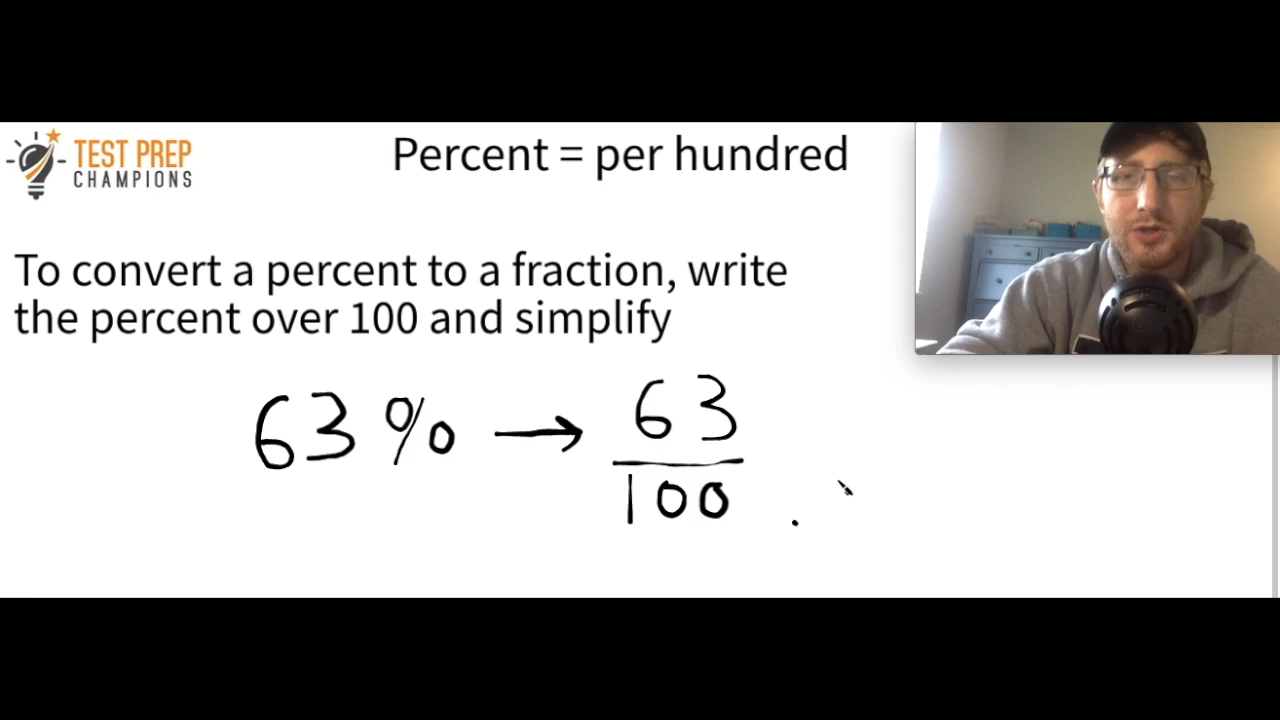 TEST PREP
CHAMPIONS
Percent = per hundred
To convert a percent to a fraction, write
the percent over 100 and simplify
63% → 63
100 .